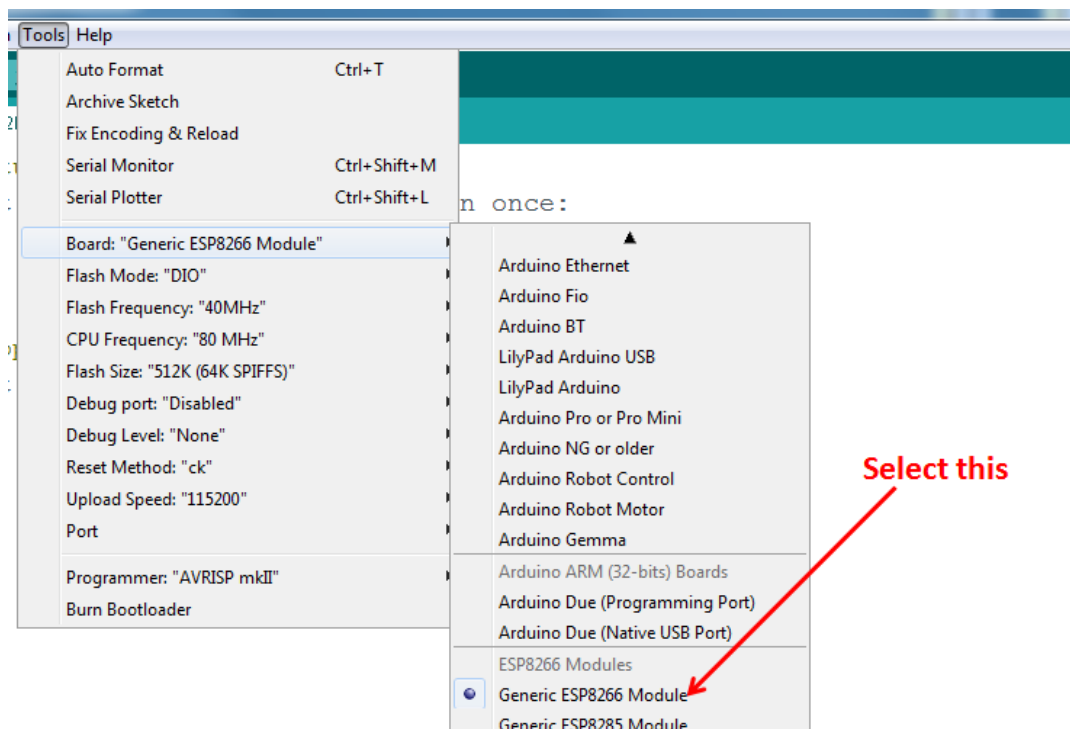 Tools Help
Auto Format Ctrl+T
Archive Sketch
Fix Encoding & Reload
Serial Monitor Ctrl+Shift+M
Serial Plotter Ctrl+Shift+L
n once:
Board: "Generic ESP8266 Module"
Flash Mode: "DIO"
Flash Frequency: "40MHz"
CPU Frequency: "80 MHz"
Flash Size: "512K (64K SPIFFS)"
Debug port: "Disabled"
Debug Level: "None"
Reset Method: "ck"
Upload Speed: "115200"
Port
Programmer: "AVRISP mkII"
Burn Bootloader
Arduino Ethernet
Arduino Fio
Arduino BT
LilyPad Arduino USB
LilyPad Arduino
Arduino Pro or Pro Mini
Arduino NG or older
Arduino Robot Control
Arduino Robot Motor
Arduino Gemma
Arduino ARM (32-bits) Boards
Arduino Due (Programming Port)
Arduino Due (Native USB Port)
ESP8266 Modules
Generic ESP8266 Module
Generic ESP8285 Module
Select this